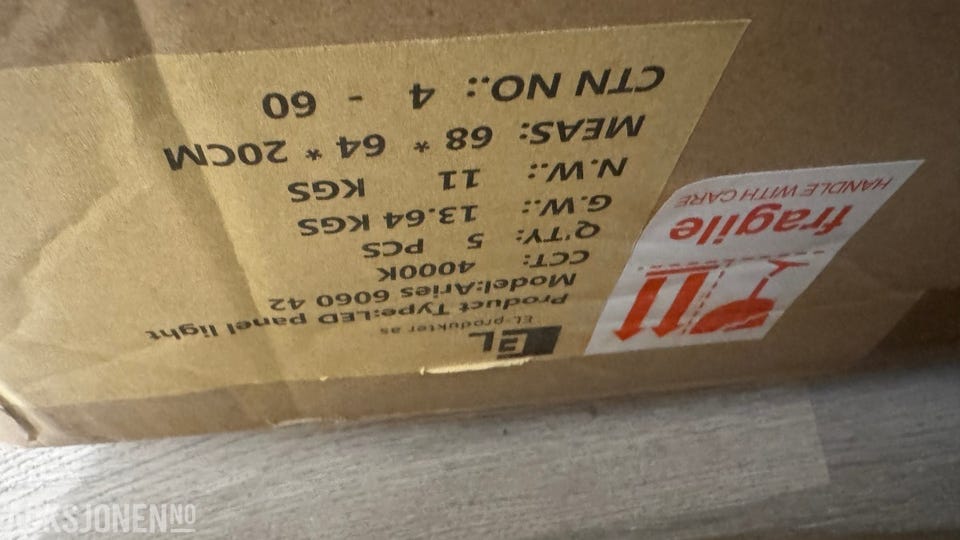 EL
EL-produkter as
Product Type:LED panel light
Model:Aries 6060 42
CCT: 4000K
Q'TY: 5 PCS
G.W.: 13.64 KGS
N.W.: 11 KGS
MEAS: 68 * 64 * 20CM
CTN NO.: 4 - 60
fragile
HANDLE WITH CARE
AUKSJONEN NO